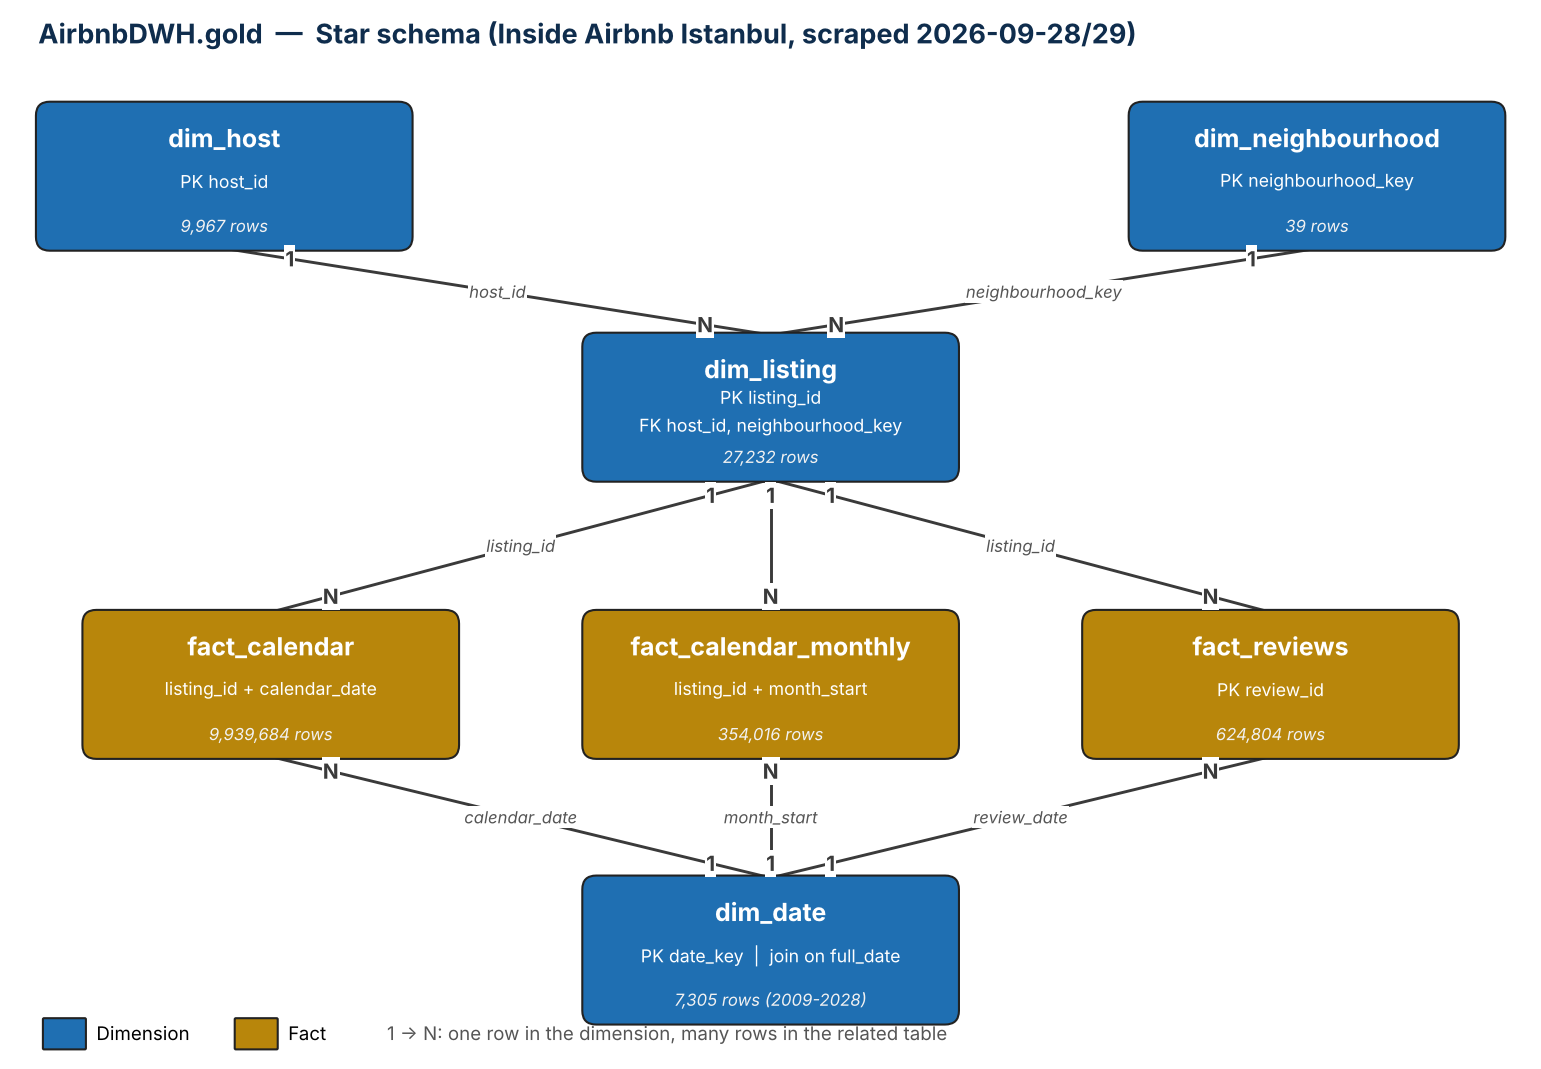 AirbnbDWH.gold — Star schema (Inside Airbnb Istanbul, scraped 2026-09-28/29)
dim_host
PK host_id
9,967 rows
dim_neighbourhood
PK neighbourhood_key
39 rows
1
1
host_id
neighbourhood_key
N
N
dim_listing
PK listing_id
FK host_id, neighbourhood_key
27,232 rows
1
1
1
listing_id
listing_id
N
N
N
fact_calendar
listing_id + calendar_date
9,939,684 rows
fact_calendar_monthly
listing_id + month_start
354,016 rows
fact_reviews
PK review_id
624,804 rows
N
N
N
calendar_date
month_start
review_date
1
1
1
dim_date
PK date_key | join on full_date
7,305 rows (2009-2028)
Dimension
Fact
1 → N: one row in the dimension, many rows in the related table